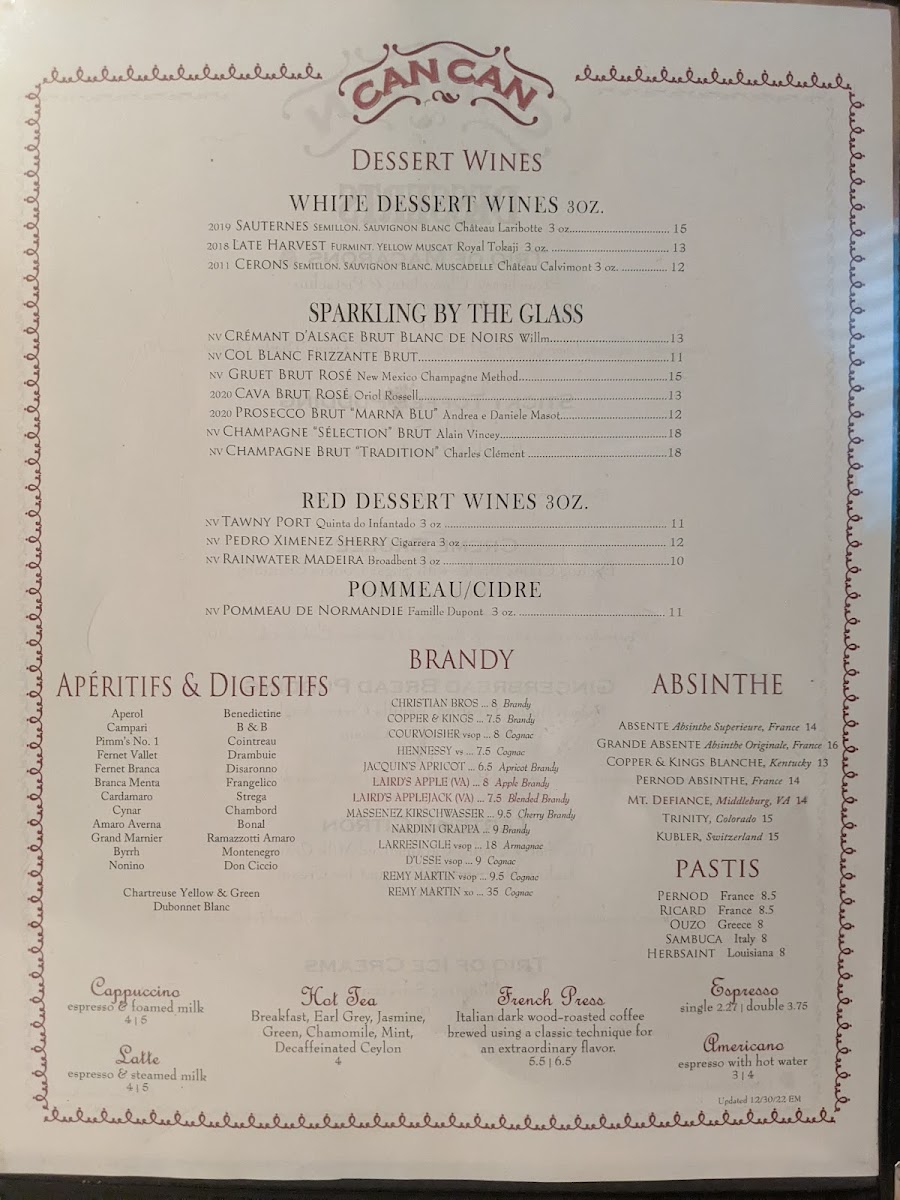 CANCAN
DESSERT WINES
WHITE DESSERT WINES 3OZ.
2019 SAUTERNES SEMILLON, SAUVIGNON BLANC Château Laribotte 3 oz................................ 15
2018 LATE HARVEST FURMINT, YELLOW MUSCAT Royal Tokaji 3 oz. ................................ 13
2011 CERONS SEMILLON, SAUVIGNON BLANC, MUSCADELLE Château Calvimont 3 oz. ................ 12
SPARKLING BY THE GLASS
NV CRÉMANT D'ALSACE BRUT BLANC DE NOIRS Willm................................13
NV COL BLANC FRIZZANTE BRUT................................11
NV GRUET BRUT ROSÉ New Mexico Champagne Method................................15
2020 CAVA BRUT ROSÉ Oriol Rossell................................13
2020 PROSECCO BRUT "MARNA BLU" Andrea e Daniele Masot................................12
NV CHAMPAGNE "SÉLECTION" BRUT Alain Vincey................................18
NV CHAMPAGNE BRUT "TRADITION" Charles Clément ................................18
RED DESSERT WINES 3OZ.
NV TAWNY PORT Quinta do Infantado 3 oz ................................ 11
NV PEDRO XIMENEZ SHERRY Cigarrera 3 oz ................................ 12
NV RAINWATER MADEIRA Broadbent 3 oz ................................10
POMMEAU/CIDRE
NV POMMEAU DE NORMANDIE Famille Dupont 3 oz. ................................ 11
APÉRITIFS & DIGESTIFS
Aperol
Campari
Pimm's No. 1
Fernet Vallet
Fernet Branca
Branca Menta
Cardamaro
Cynar
Amaro Averna
Grand Marnier
Byrrh
Nonino
Benedictine
B & B
Cointreau
Drambuie
Disaronno
Frangelico
Strega
Chambord
Bonal
Ramazzotti Amaro
Montenegro
Don Ciccio
Chartreuse Yellow & Green
Dubonnet Blanc
BRANDY
CHRISTIAN BROS ... 8 Brandy
COPPER & KINGS ... 7.5 Brandy
COURVOISIER vsop ... 8 Cognac
HENNESSY vs ... 7.5 Cognac
JACQUIN'S APRICOT ... 6.5 Apricot Brandy
LAIRD'S APPLE (VA) ... 8 Apple Brandy
LAIRD'S APPLEJACK (VA) ... 7.5 Blended Brandy
MASSENEZ KIRSCHWASSER ... 9.5 Cherry Brandy
NARDINI GRAPPA ... 9 Brandy
LARRESINGLE vsop ... 18 Armagnac
D'USSE vsop ... 9 Cognac
REMY MARTIN vsop ... 9.5 Cognac
REMY MARTIN xo ... 35 Cognac
ABSINTHE
ABSENTE Absinthe Superieure, France 14
GRANDE ABSENTE Absinthe Originale, France 16
COPPER & KINGS BLANCHE, Kentucky 13
PERNOD ABSINTHE, France 14
MT. DEFIANCE, Middleburg, VA 14
TRINITY, Colorado 15
KUBLER, Switzerland 15
PASTIS
PERNOD France 8.5
RICARD France 8.5
OUZO Greece 8
SAMBUCA Italy 8
HERBSAINT Louisiana 8
Cappuccino
espresso & foamed milk
4 | 5
Latte
espresso & steamed milk
4 | 5
Hot Tea
Breakfast, Earl Grey, Jasmine,
Green, Chamomile, Mint,
Decaffeinated Ceylon
4
French Press
Italian dark wood-roasted coffee
brewed using a classic technique for
an extraordinary flavor.
5.5 | 6.5
Espresso
single 2.27 | double 3.75
Americano
espresso with hot water
3 | 4
Updated 12/30/22 EM